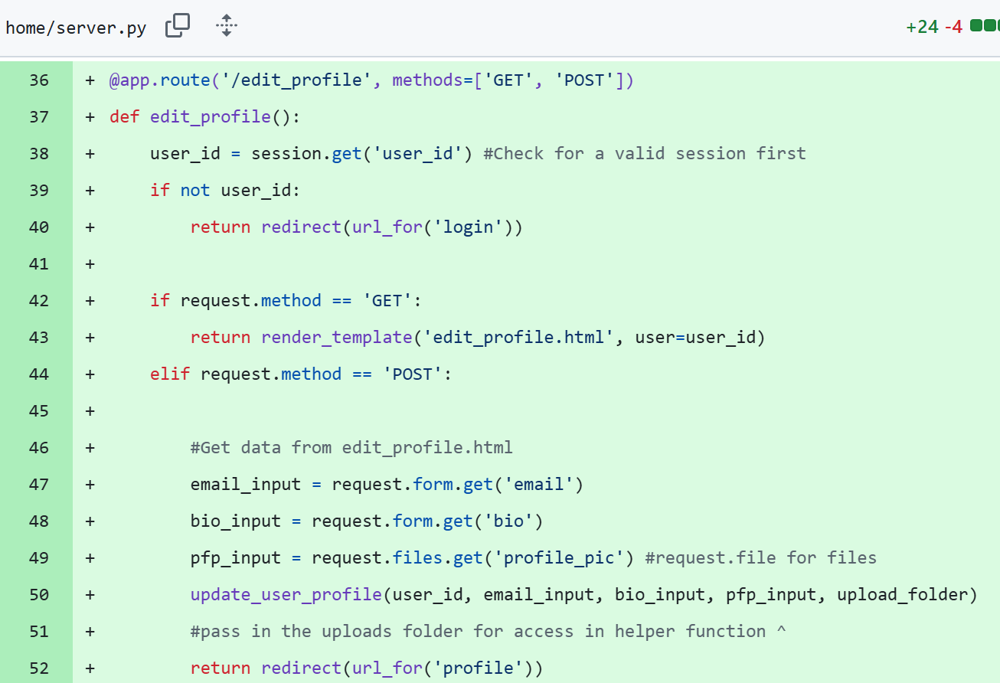 home/server.py +24 -4
36 + @app.route('/edit_profile', methods=['GET', 'POST'])
37 + def edit_profile():
38 + user_id = session.get('user_id') #Check for a valid session first
39 + if not user_id:
40 + return redirect(url_for('login'))
41 +
42 + if request.method == 'GET':
43 + return render_template('edit_profile.html', user=user_id)
44 + elif request.method == 'POST':
45 +
46 + #Get data from edit_profile.html
47 + email_input = request.form.get('email')
48 + bio_input = request.form.get('bio')
49 + pfp_input = request.files.get('profile_pic') #request.file for files
50 + update_user_profile(user_id, email_input, bio_input, pfp_input, upload_folder)
51 + #pass in the uploads folder for access in helper function ^
52 + return redirect(url_for('profile'))